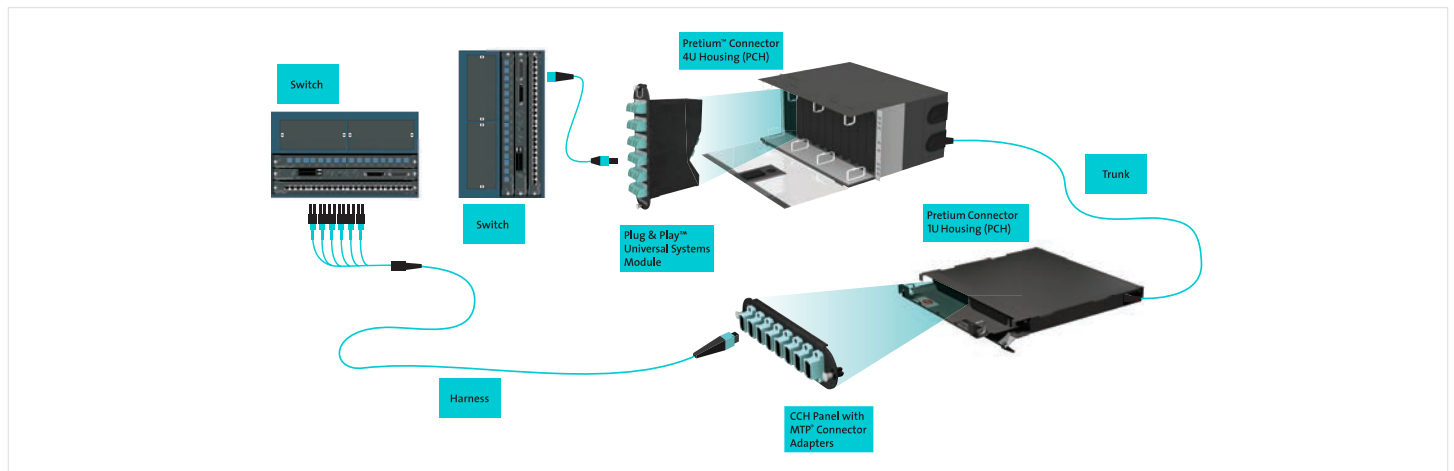 Switch
Switch
Pretium™ Connector
4U Housing (PCH)
Plug & Play™
Universal Systems
Module
Trunk
Pretium Connector
1U Housing (PCH)
Harness
CCH Panel with
MTP® Connector
Adapters